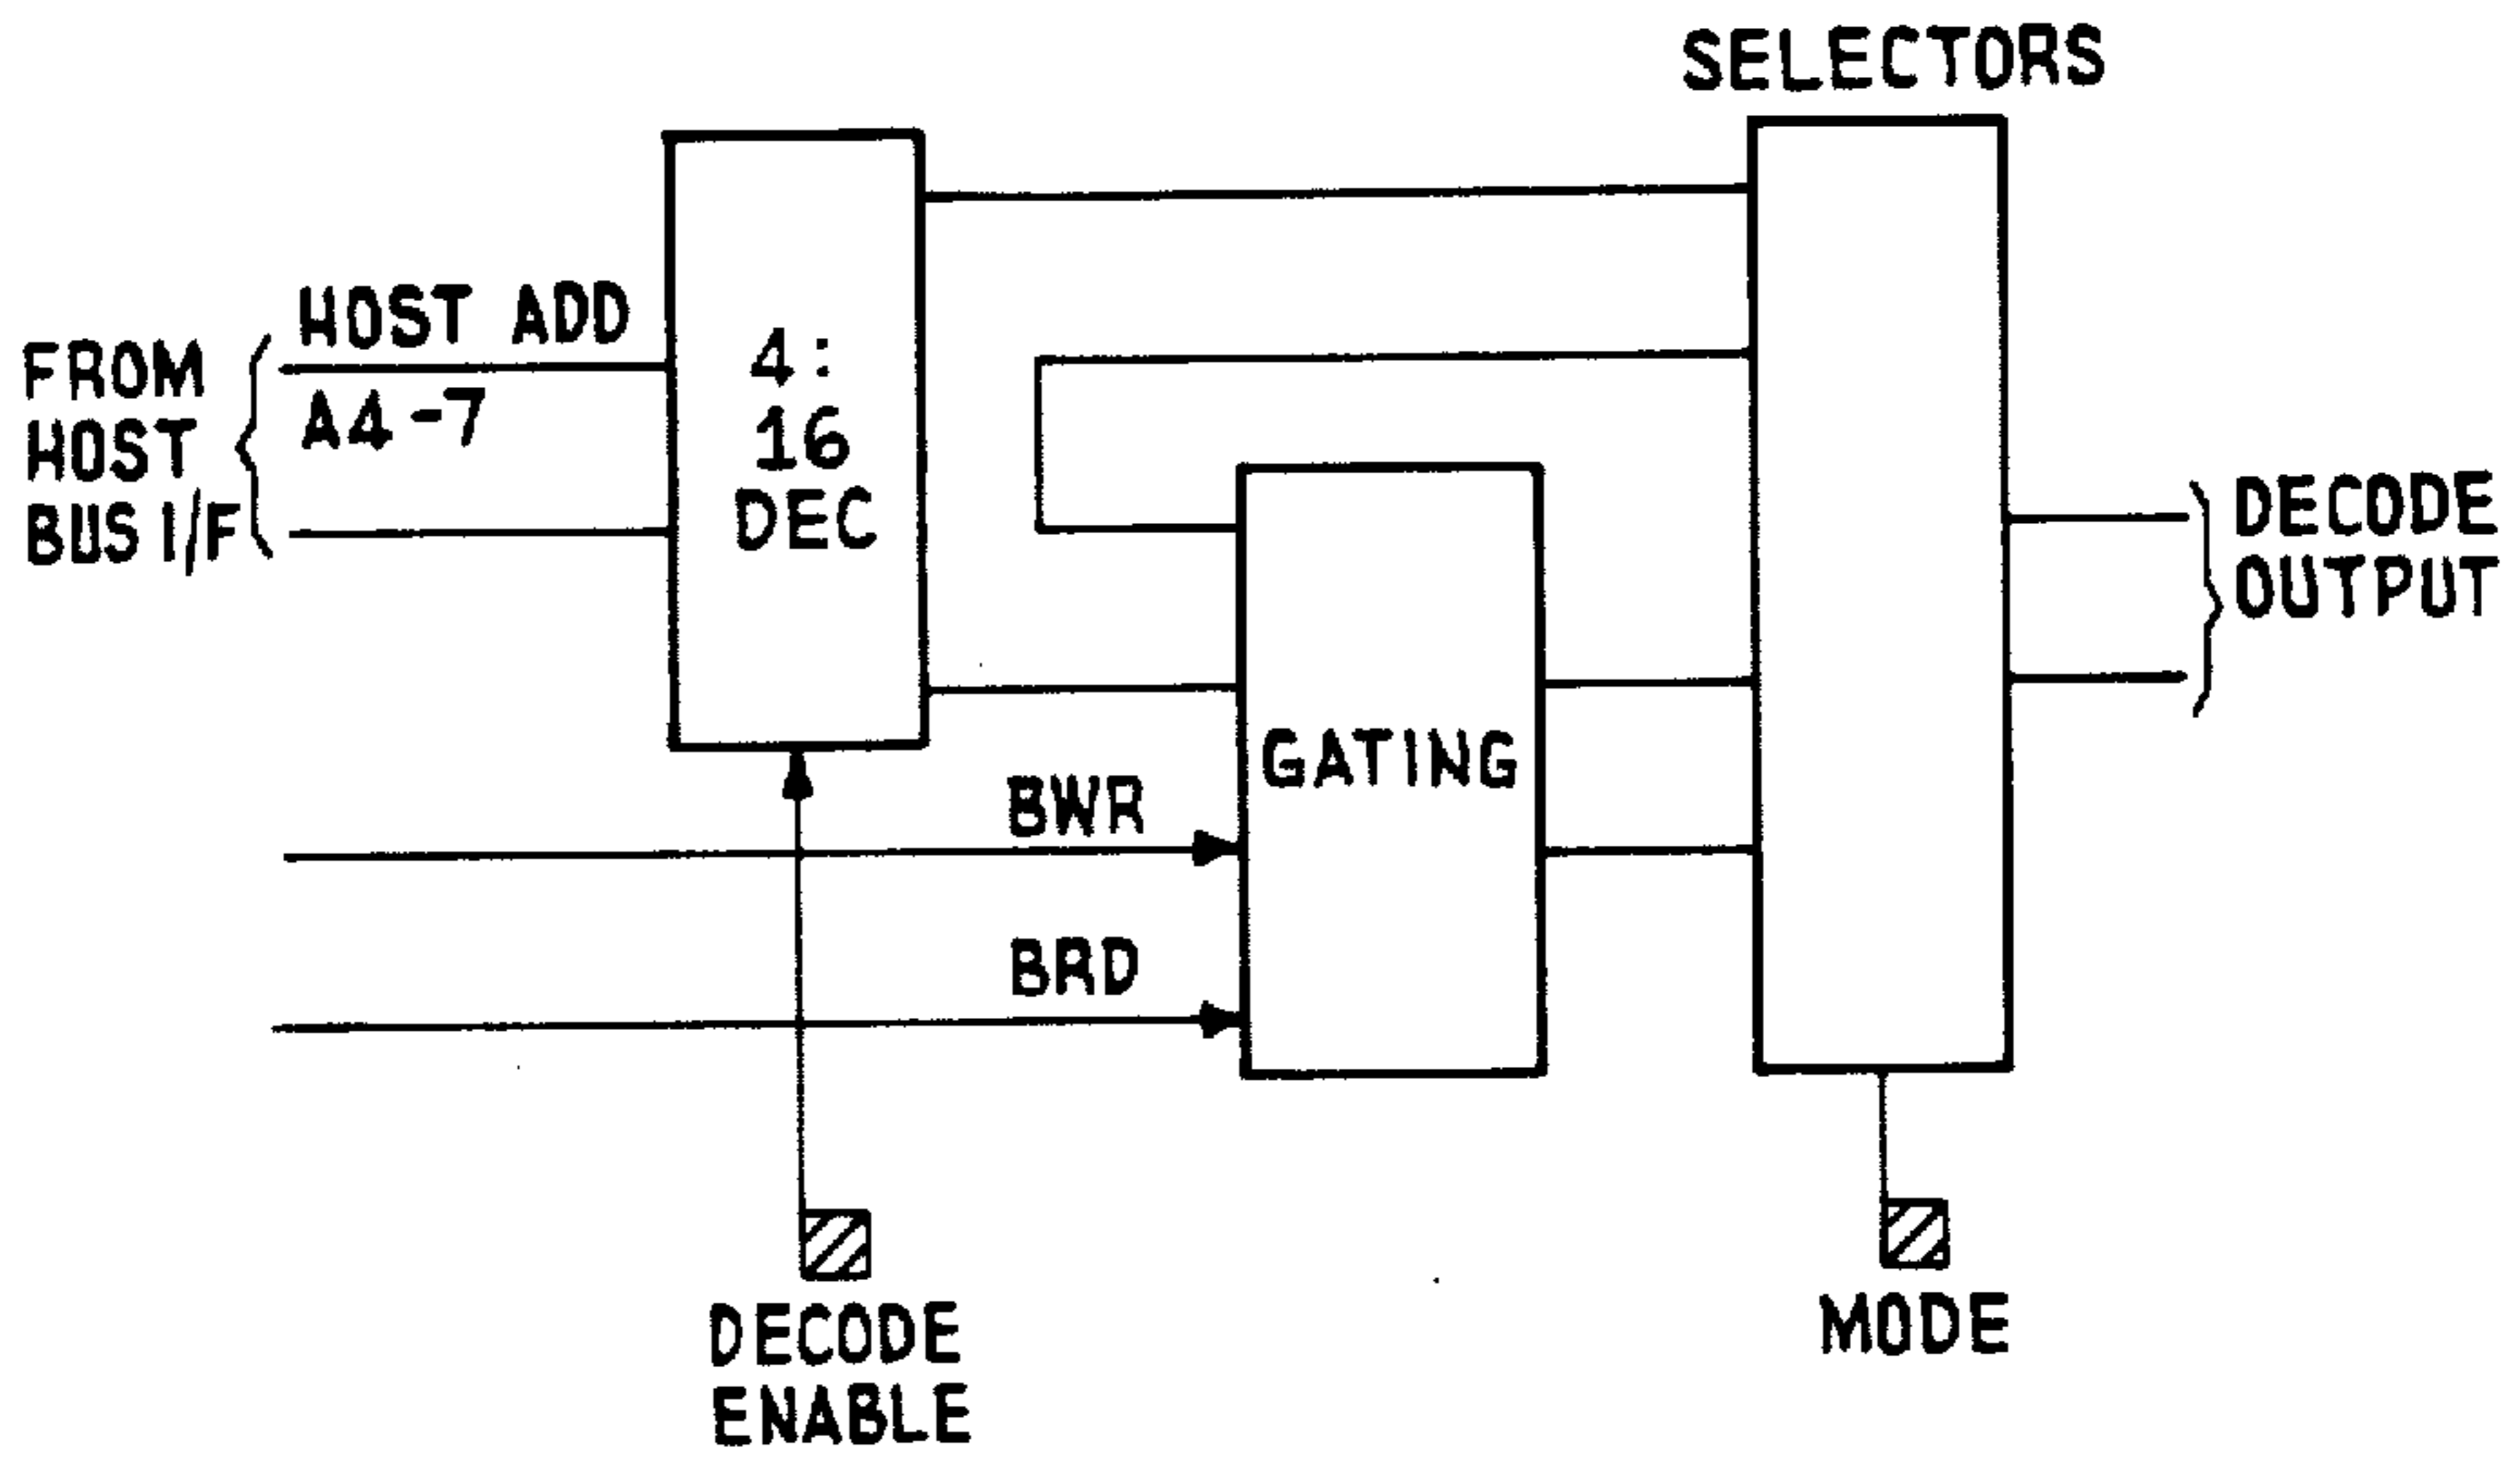 SELECTORS
HOST ADD
A4-7
FROM
HOST
BUS I/F
4:
16
DEC
DECODE
OUTPUT
GATING
BWR
BRD
DECODE
ENABLE
MODE